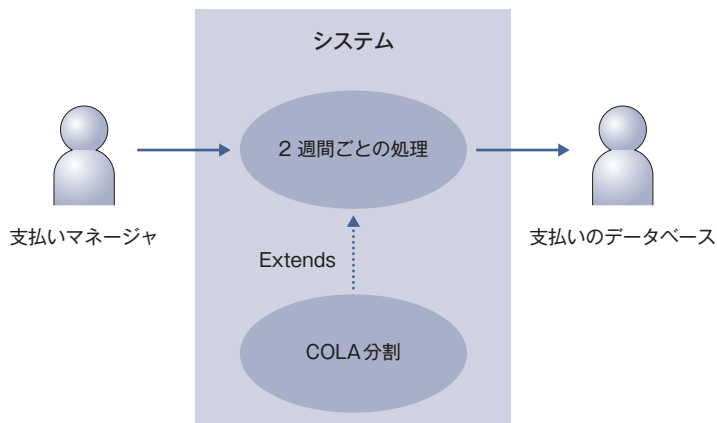 システム
2 週間ごとの処理
支払いマネージャ
支払いのデータベース
Extends
COLA 分割